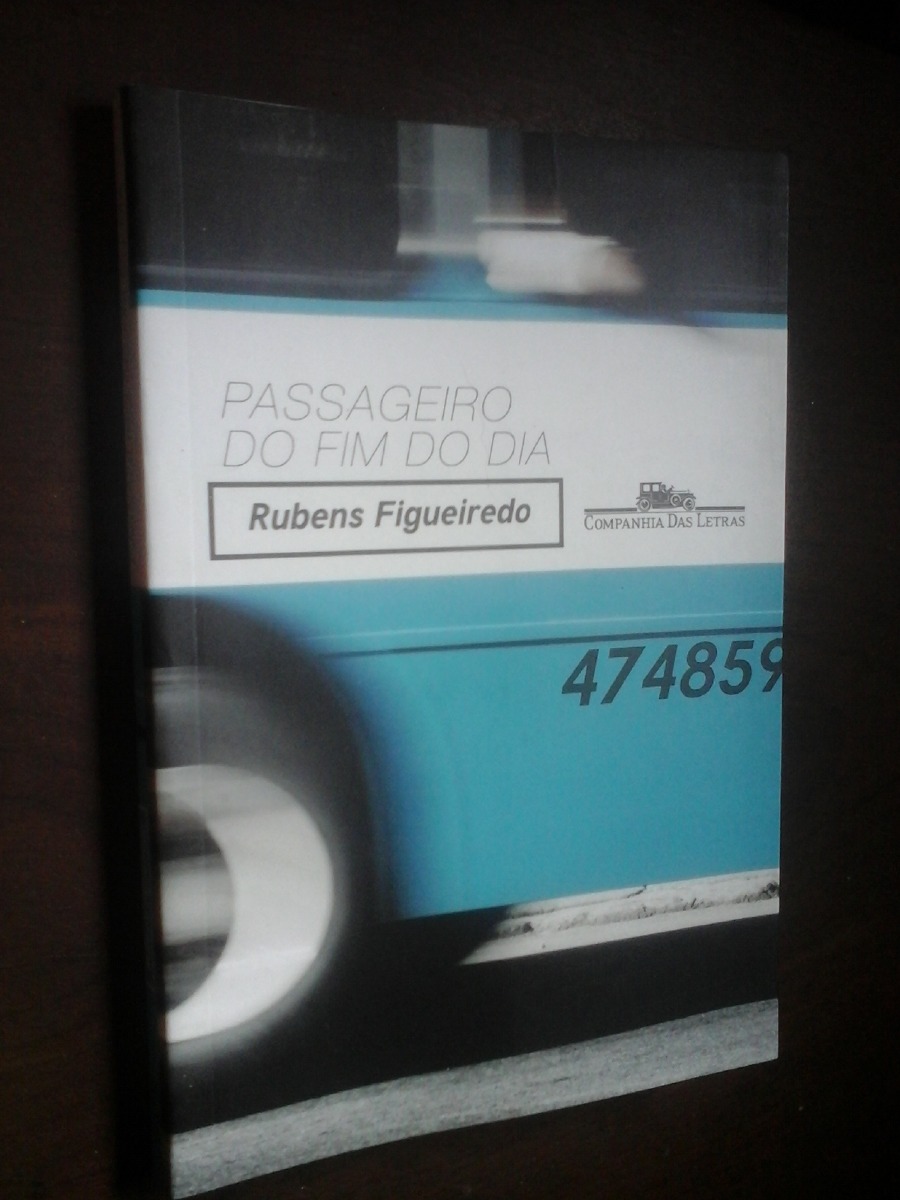 PASSAGEIRO
DO FIM DO DIA
Rubens Figueiredo
COMPANHIA DAS LETRAS
474859